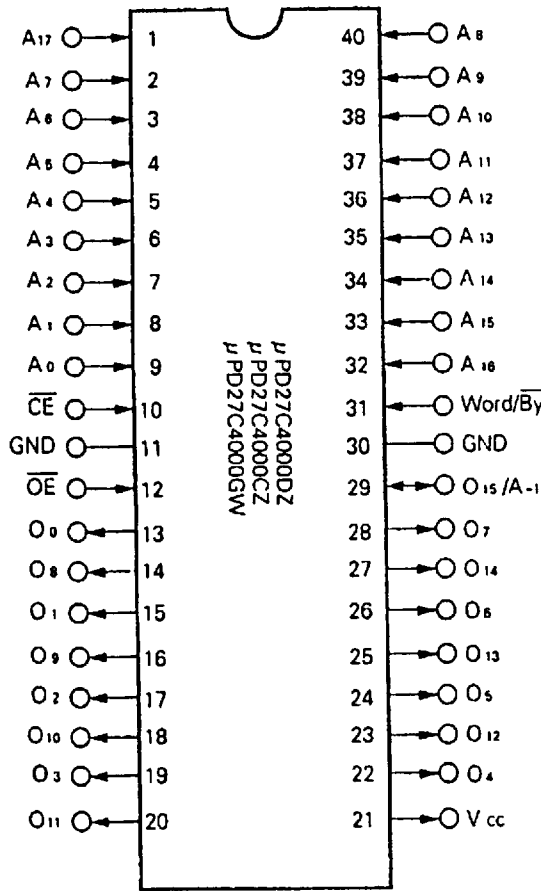 A17 1 40 A8
A7 2 39 A9
A6 3 38 A10
A5 4 37 A11
A4 5 36 A12
A3 6 35 A13
A2 7 34 A14
A1 8 33 A15
A0 9 32 A16
C̅E̅ 10 31 Word/B̅y̅
GND 11 30 GND
O̅E̅ 12 29 O15/A-1
O0 13 28 O7
O8 14 27 O14
O1 15 26 O6
O9 16 25 O13
O2 17 24 O5
O10 18 23 O12
O3 19 22 O4
O11 20 21 Vcc
μPD27C4000DZ
μPD27C4000CZ
μPD27C4000GW